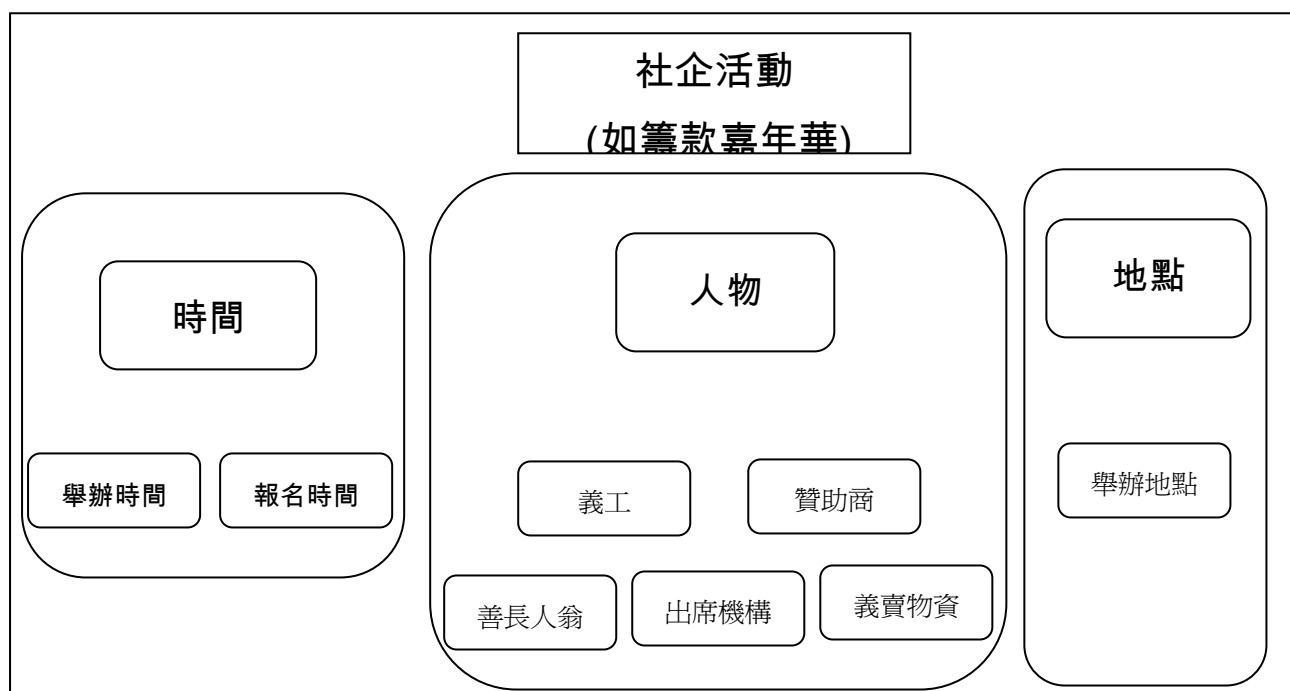 社企活動
(如籌款嘉年華)
時間
舉辦時間
報名時間
人物
義工
贊助商
善長人翁
出席機構
義賣物資
地點
舉辦地點